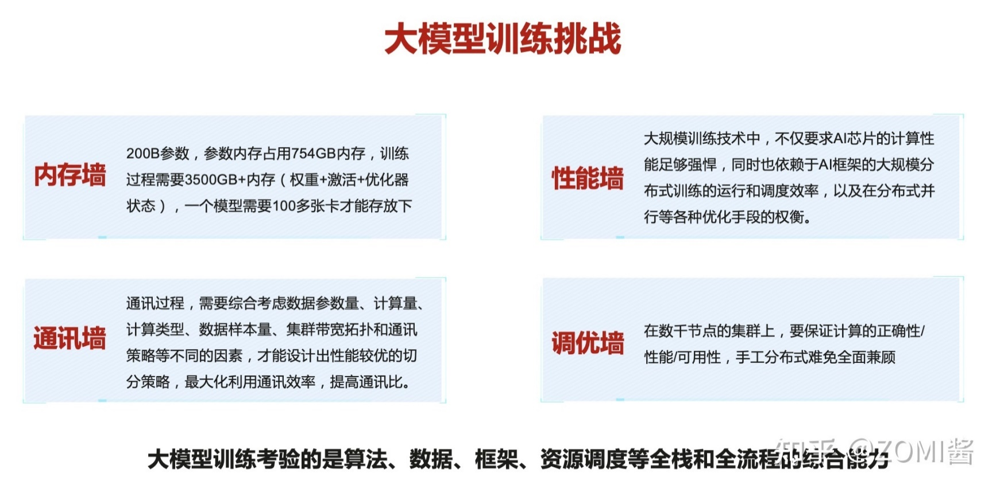 大模型训练挑战
内存墙
200B参数，参数内存占用754GB内存，训练
过程需要3500GB+内存（权重+激活+优化器
状态），一个模型需要100多张卡才能存放下
性能墙
大规模训练技术中，不仅要求AI芯片的计算性
能足够强悍，同时也依赖于AI框架的大规模分
布式训练的运行和调度效率，以及在分布式并
行等各种优化手段的权衡。
通讯墙
通讯过程，需要综合考虑数据参数量、计算量、
计算类型、数据样本量、集群带宽拓扑和通讯
策略等不同的因素，才能设计出性能较优的切
分策略，最大化利用通讯效率，提高通讯比。
调优墙
在数千节点的集群上，要保证计算的正确性/
性能/可用性，手工分布式难免全面兼顾
大模型训练考验的是算法、数据、框架、资源调度等全栈和全流程的综合能力
知乎 @ZOMI酱